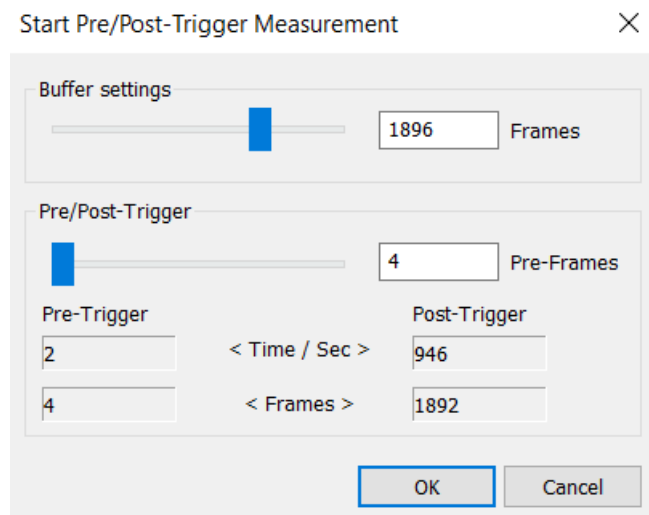 Start Pre/Post-Trigger Measurement
Buffer settings
1896 Frames
Pre/Post-Trigger
4 Pre-Frames
Pre-Trigger Post-Trigger
2 < Time / Sec > 946
4 < Frames > 1892
OK Cancel